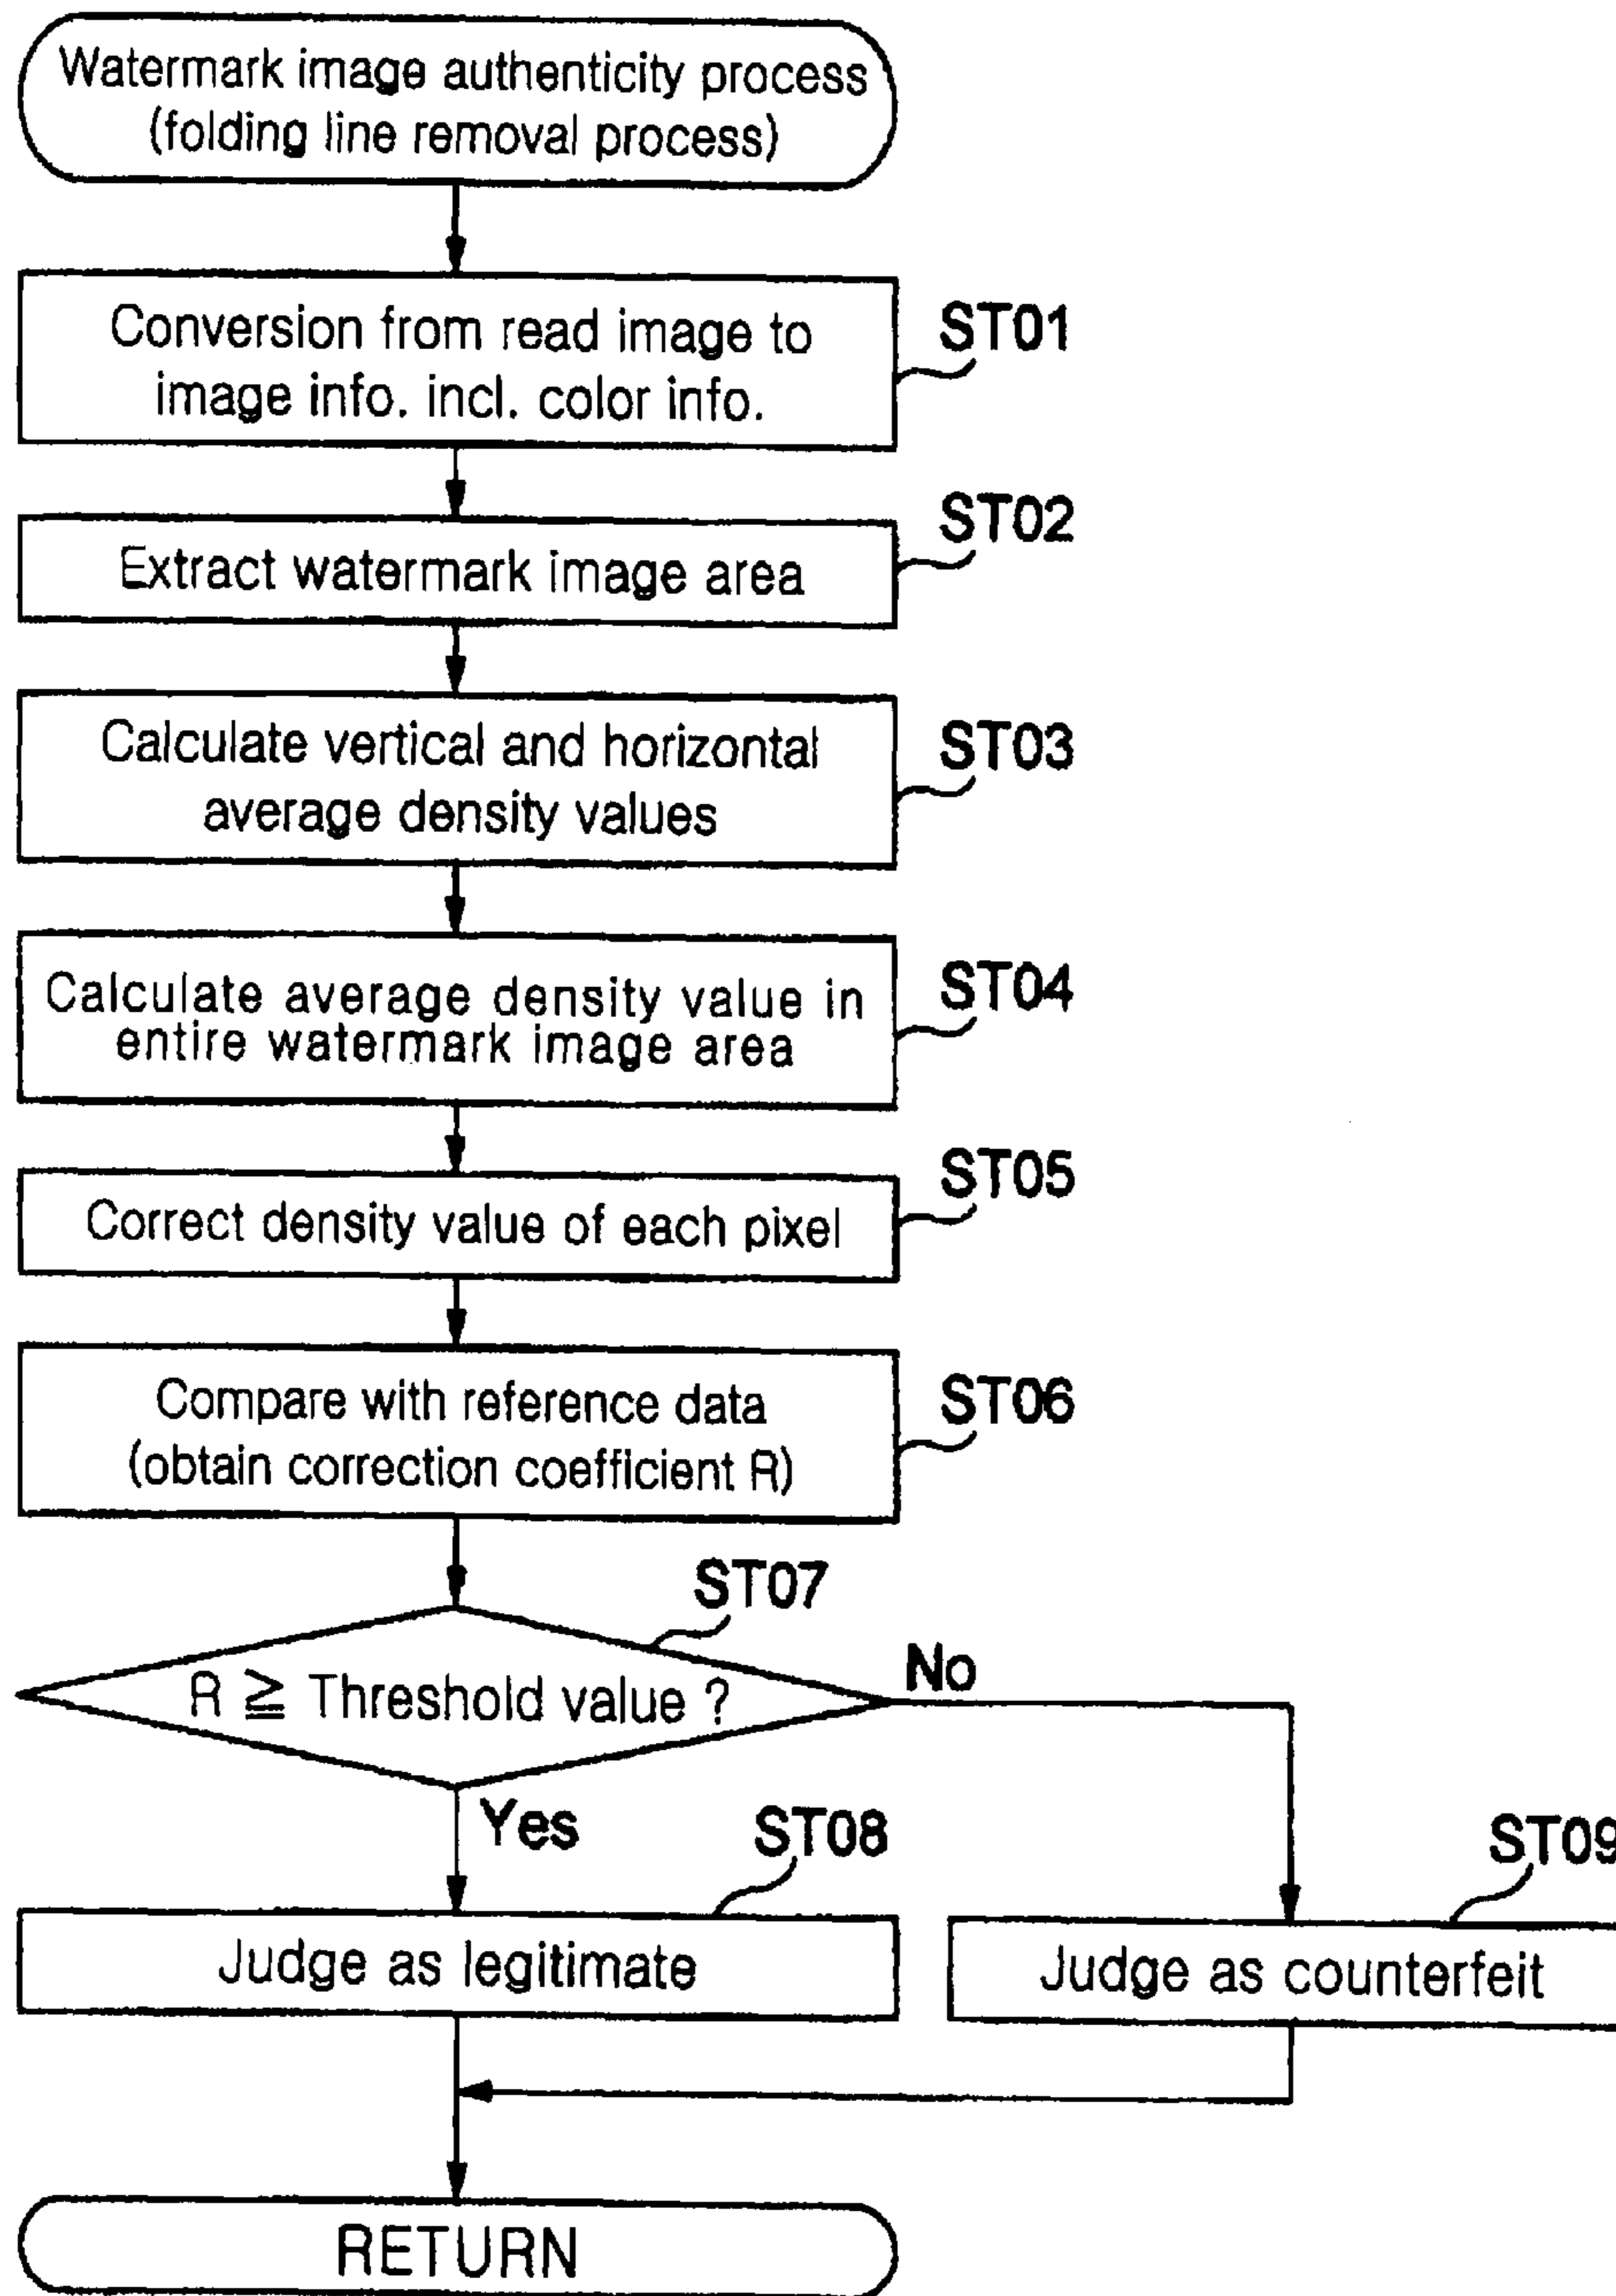 Watermark image authenticity process
(folding line removal process)
Conversion from read image to
image info. incl. color info.
ST01
Extract watermark image area
ST02
Calculate vertical and horizontal
average density values
ST03
Calculate average density value in
entire watermark image area
ST04
Correct density value of each pixel
ST05
Compare with reference data
(obtain correction coefficient R)
ST06
R ≧ Threshold value ?
ST07
No
Yes
Judge as legitimate
ST08
Judge as counterfeit
ST09
RETURN